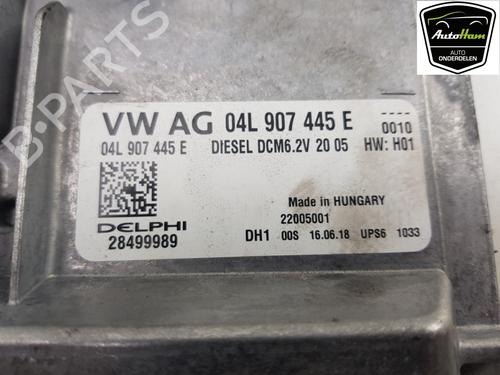 AutoHam
AUTO
ONDERDELEN
B-PARTS
VW AG 04L 907 445 E
0010
04L 907 445 E DIESEL DCM6.2V 20 05 HW: H01
Made in HUNGARY
22005001
DELPHI
28499989
DH1 00S 16.06.18 UPS6 1033